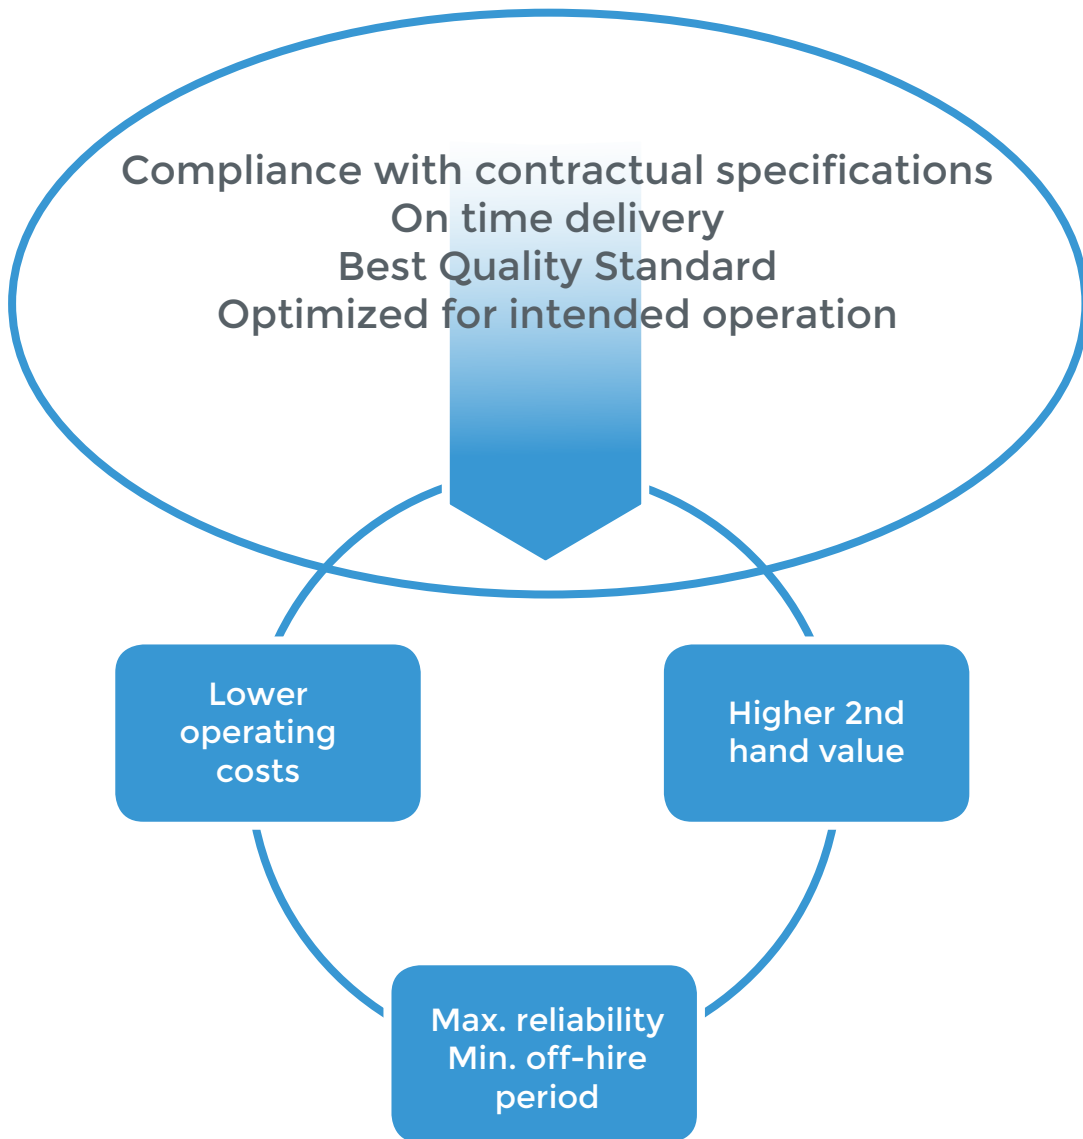 Compliance with contractual specifications
On time delivery
Best Quality Standard
Optimized for intended operation
Lower
operating
costs
Higher 2nd
hand value
Max. reliability
Min. off-hire
period